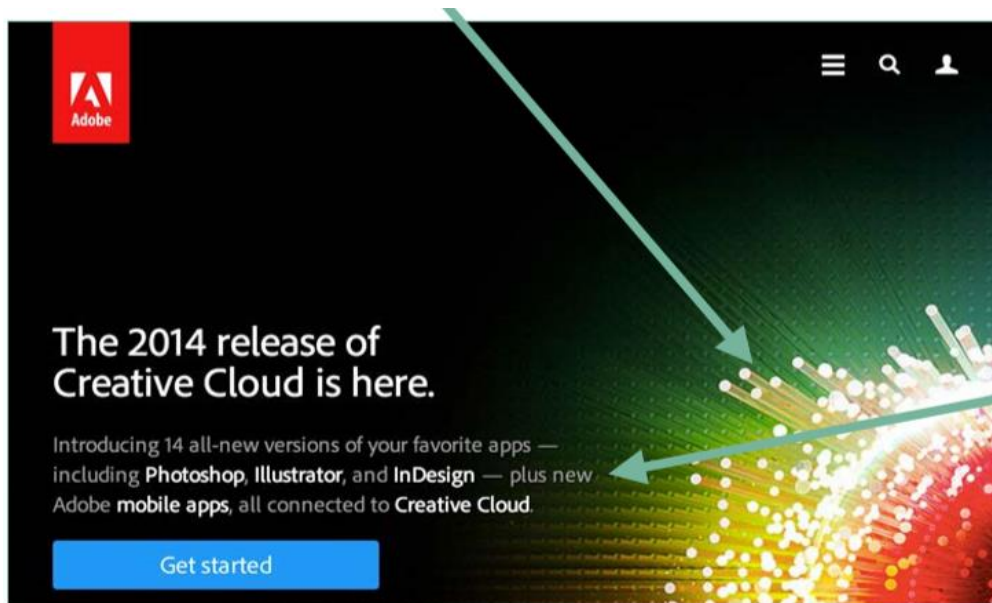 Adobe
The 2014 release of
Creative Cloud is here.
Introducing 14 all-new versions of your favorite apps —
including Photoshop, Illustrator, and InDesign — plus new
Adobe mobile apps, all connected to Creative Cloud.
Get started